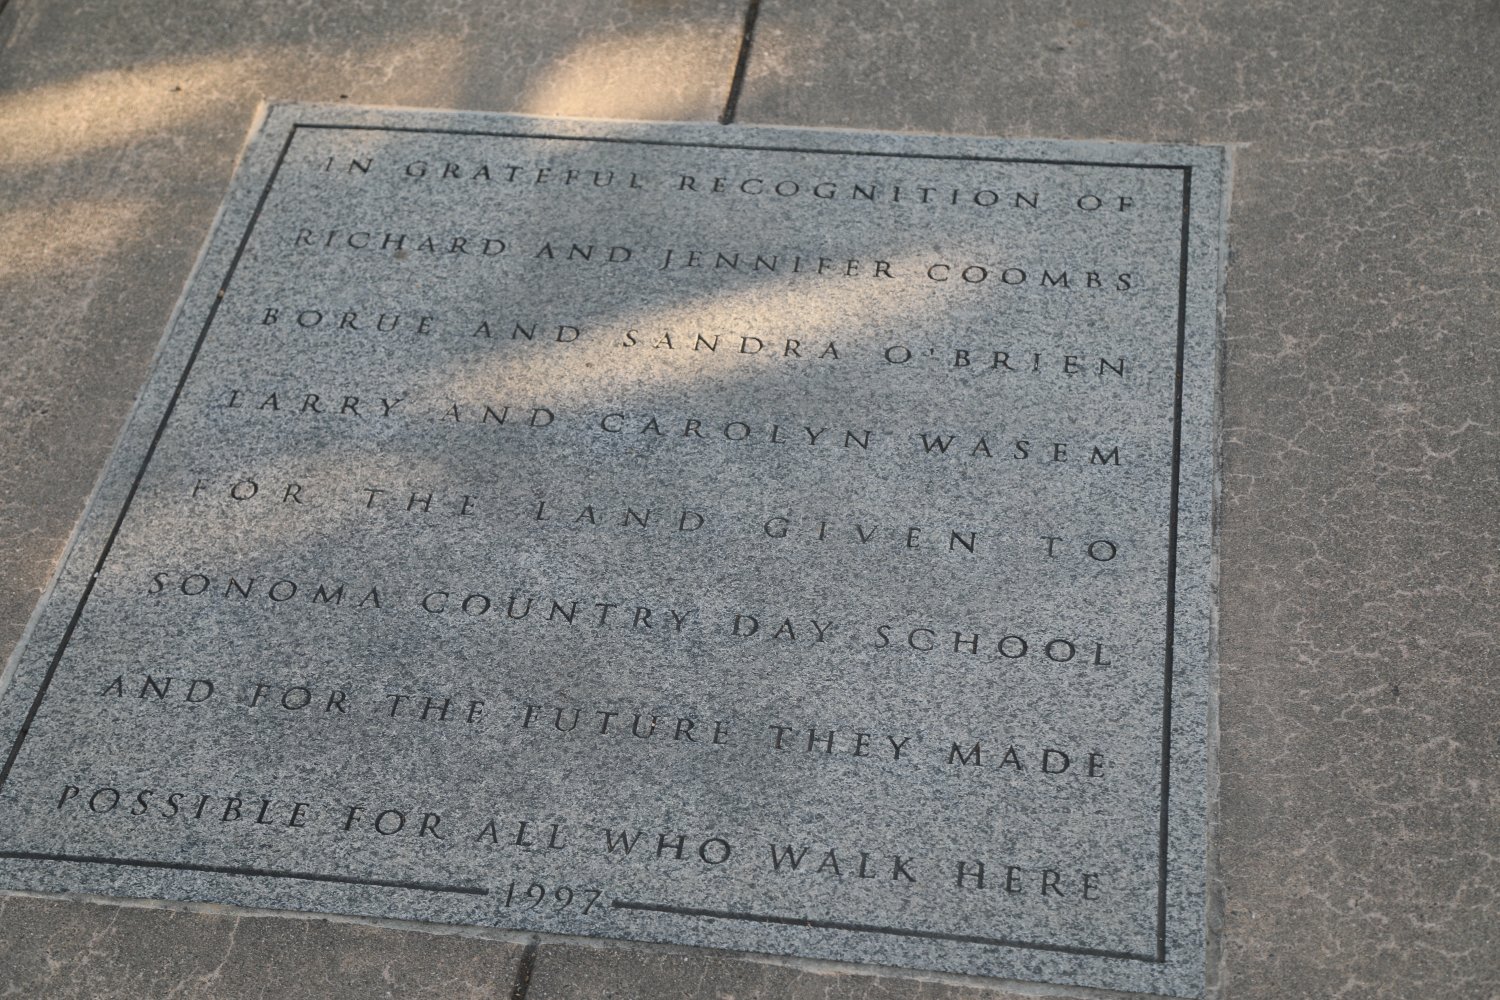 IN GRATEFUL RECOGNITION OF
RICHARD AND JENNIFER COOMBS
BORUE AND SANDRA O'BRIEN
LARRY AND CAROLYN WASEM
FOR THE LAND GIVEN TO
SONOMA COUNTRY DAY SCHOOL
AND FOR THE FUTURE THEY MADE
POSSIBLE FOR ALL WHO WALK HERE
1997